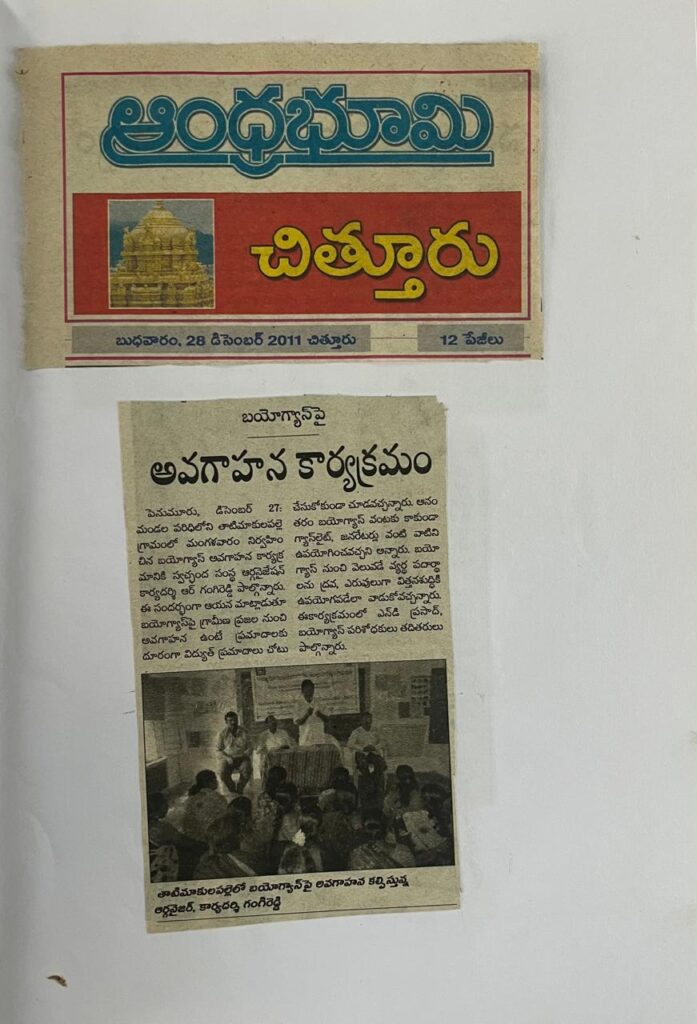 ఆంధ్రభూమి
చిత్తూరు
బుధవారం, 28 డిసెంబర్ 2011 చిత్తూరు
12 పేజీలు
బయోగ్యాస్‌పై
అవగాహన కార్యక్రమం
పెనుమూరు, డిసెంబర్ 27:
మండల పరిధిలోని తాటిమాకులపల్లె
గ్రామంలో మంగళవారం నిర్వహిం
చిన బయోగ్యాస్ అవగాహన కార్యక్ర
మానికి స్వచ్ఛంద సంస్థ ఆర్గనైజేషన్
కార్యదర్శి ఆర్ గంగిరెడ్డి పాల్గొన్నారు.
ఈ సందర్భంగా ఆయన మాట్లాడుతూ
బయోగ్యాస్‌పై గ్రామీణ ప్రజల నుంచి
అవగాహన ఉంటే ప్రమాదాలకు
దూరంగా విద్యుత్ ప్రమాదాలు చోటు
చేసుకోకుండా చూడవచ్చన్నారు. అనం
తరం బయోగ్యాస్ వంటకు కాకుండా
గ్యాస్‌లైట్, జనరేటర్లు వంటి వాటిని
ఉపయోగించవచ్చని అన్నారు. బయో
గ్యాస్ నుంచి వెలువడే వ్యర్థ పదార్థా
లను ద్రవ, ఎరువులుగా విత్తనశుద్ధికి
ఉపయోగపడేలా వాడుకోవచ్చన్నారు.
ఈకార్యక్రమంలో ఎన్‌డి ప్రసాద్,
బయోగ్యాస్ పరిశోధకులు తదితరులు
పాల్గొన్నారు.
తాటిమాకులపల్లెలో బయోగ్యాస్‌పై అవగాహన కల్పిస్తున్న
ఆర్గనైజర్, కార్యదర్శి గంగిరెడ్డి